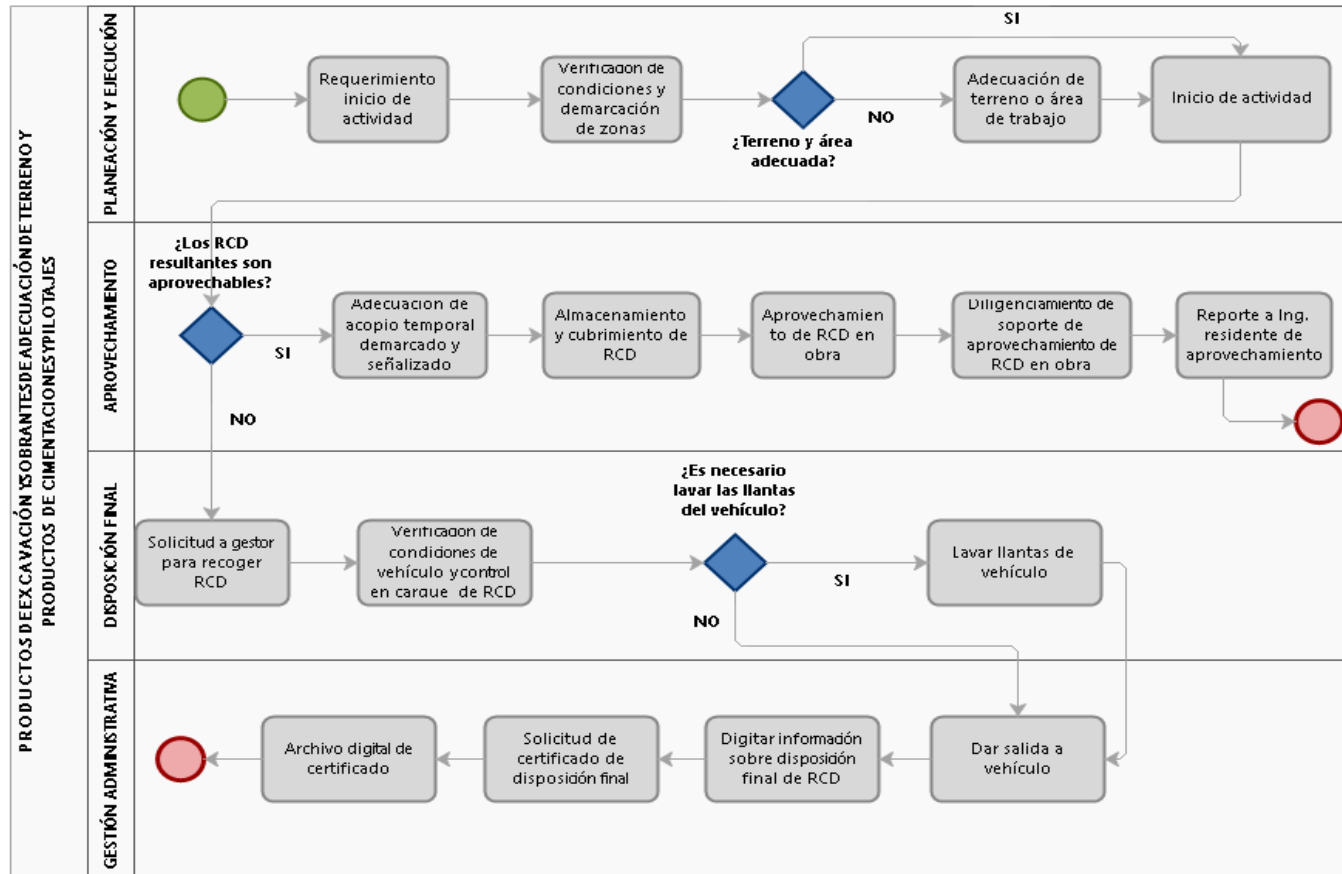 PRODUCTOS DE EXCAVACIÓN Y SOBRANTES DE ADECUACIÓN DE TERRENO Y
PRODUCTOS DE CIMENTACIONES Y PILOTAJES
PLANEACIÓN Y EJECUCIÓN
Requerimiento
inicio de
actividad
Verificación de
condiciones y
demarcación
de zonas
¿Terreno y área
adecuada?
SI
NO
Adecuación de
terreno o área
de trabajo
Inicio de actividad
APROVECHAMIENTO
¿Los RCD
resultantes son
aprovechables?
SI
NO
Adecuación de
acopio temporal
demarcado y
señalizado
Almacenamiento
y cubrimiento de
RCD
Aprovechamien
to de RCD en
obra
Diligenciamiento de
soporte de
aprovechamiento de
RCD en obra
Reporte a Ing.
residente de
aprovechamiento
DISPOSICIÓN FINAL
Solicitud a gestor
para recoger
RCD
Verificación de
condiciones de
vehículo y control
en cargue de RCD
¿Es necesario
lavar las llantas
del vehículo?
SI
NO
Lavar llantas de
vehículo
GESTIÓN ADMINISTRATIVA
Archivo digital de
certificado
Solicitud de
certificado de
disposición final
Digitar información
sobre disposición
final de RCD
Dar salida a
vehículo